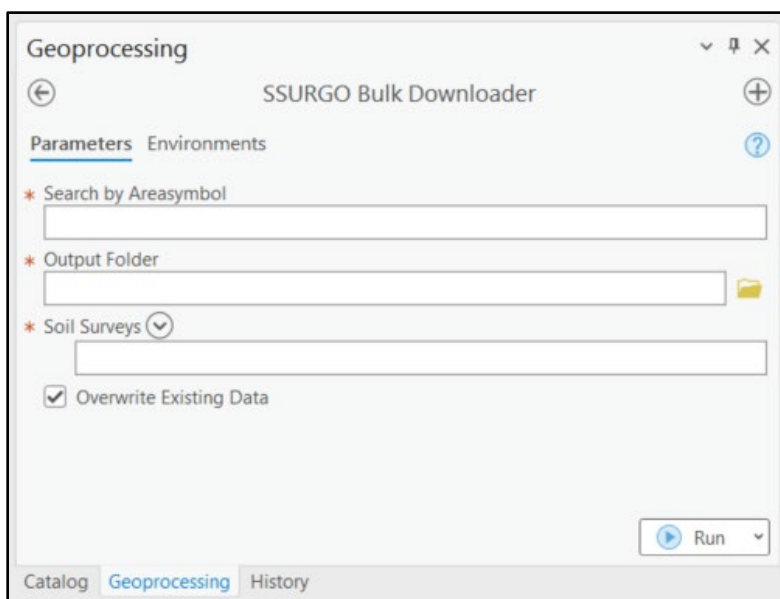 Geoprocessing
SSURGO Bulk Downloader
Parameters Environments
* Search by Areasymbol
* Output Folder
* Soil Surveys
Overwrite Existing Data
Run
Catalog Geoprocessing History